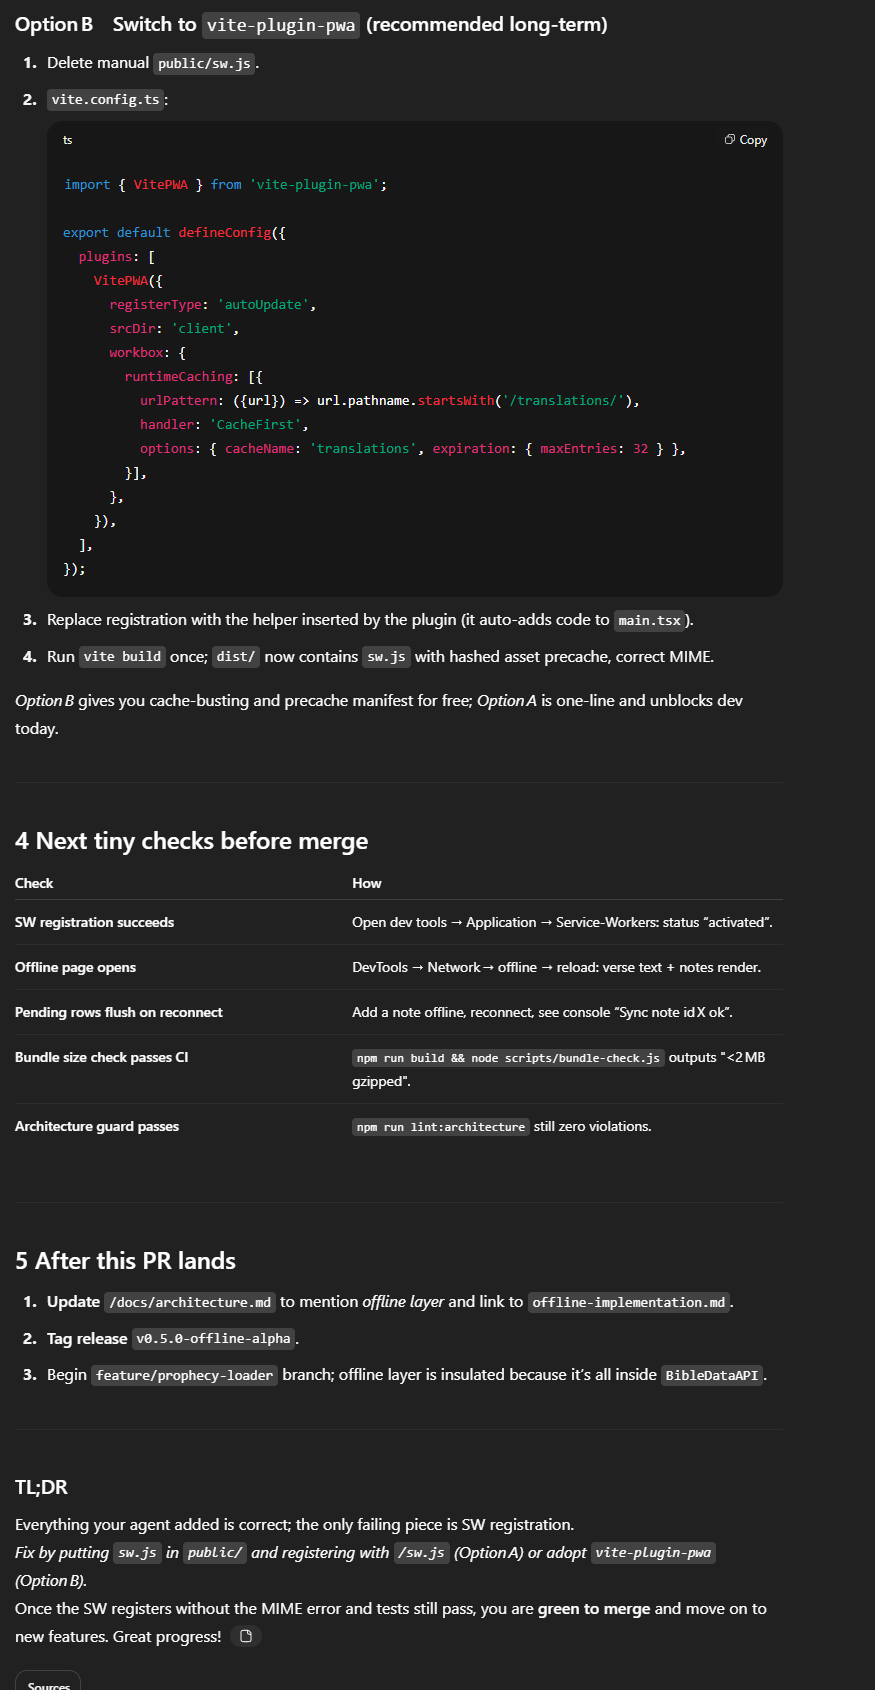 Option B Switch to vite-plugin-pwa (recommended long-term)
1. Delete manual public/sw.js.
2. vite.config.ts:
ts
Copy
import { VitePWA } from 'vite-plugin-pwa';
export default defineConfig({
  plugins: [
    VitePWA({
      registerType: 'autoUpdate',
      srcDir: 'client',
      workbox: {
        runtimeCaching: [{
          urlPattern: ({url}) => url.pathname.startsWith('/translations/'),
          handler: 'CacheFirst',
          options: { cacheName: 'translations', expiration: { maxEntries: 32 } },
        }],
      },
    }),
  ],
});
3. Replace registration with the helper inserted by the plugin (it auto-adds code to main.tsx).
4. Run vite build once; dist/ now contains sw.js with hashed asset precache, correct MIME.
Option B gives you cache-busting and precache manifest for free; Option A is one-line and unblocks dev
today.
4 Next tiny checks before merge
Check How
SW registration succeeds Open dev tools → Application → Service-Workers: status “activated”.
Offline page opens DevTools → Network → offline → reload: verse text + notes render.
Pending rows flush on reconnect Add a note offline, reconnect, see console “Sync note id X ok”.
Bundle size check passes CI npm run build && node scripts/bundle-check.js outputs "<2 MB
gzipped".
Architecture guard passes npm run lint:architecture still zero violations.
5 After this PR lands
1. Update /docs/architecture.md to mention offline layer and link to offline-implementation.md.
2. Tag release v0.5.0-offline-alpha.
3. Begin feature/prophecy-loader branch; offline layer is insulated because it’s all inside BibleDataAPI.
TL;DR
Everything your agent added is correct; the only failing piece is SW registration.
Fix by putting sw.js in public/ and registering with /sw.js (Option A) or adopt vite-plugin-pwa
(Option B).
Once the SW registers without the MIME error and tests still pass, you are green to merge and move on to
new features. Great progress!
Sources